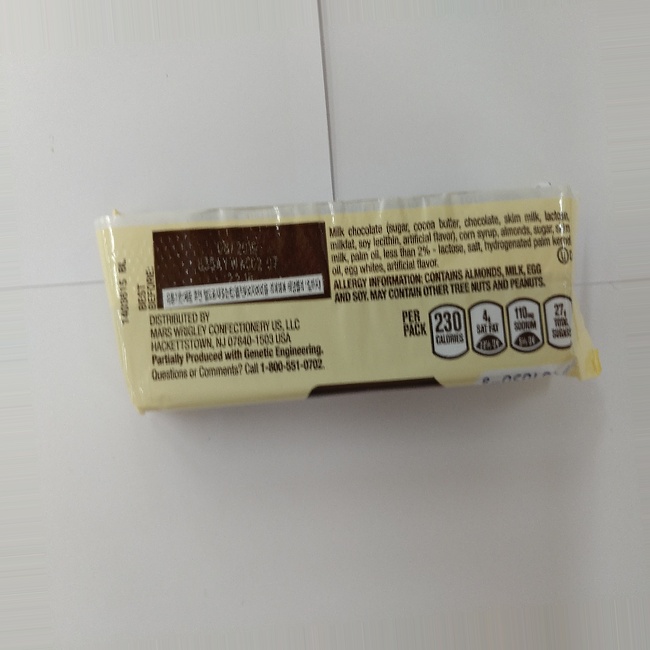 Milk chocolate (sugar, cocoa butter, chocolate, skim milk, lactose,
milkfat, soy lecithin, artificial flavor), corn syrup, almonds, sugar,
milk, palm oil, less than 2% - lactose, salt, hydrogenated palm kernel
oil, egg whites, artificial flavor.
ALLERGY INFORMATION: CONTAINS ALMONDS, MILK, EGG
AND SOY. MAY CONTAIN OTHER TREE NUTS AND PEANUTS.
BEST
BEFORE:
DISTRIBUTED BY
MARS WRIGLEY CONFECTIONERY US, LLC
HACKETTSTOWN, NJ 07840-1503 USA
Partially Produced with Genetic Engineering.
Questions or Comments? Call 1-800-551-0702.
PER
PACK
230
CALORIES
4g
SAT FAT
110mg
SODIUM
27g
TOTAL
SUGARS